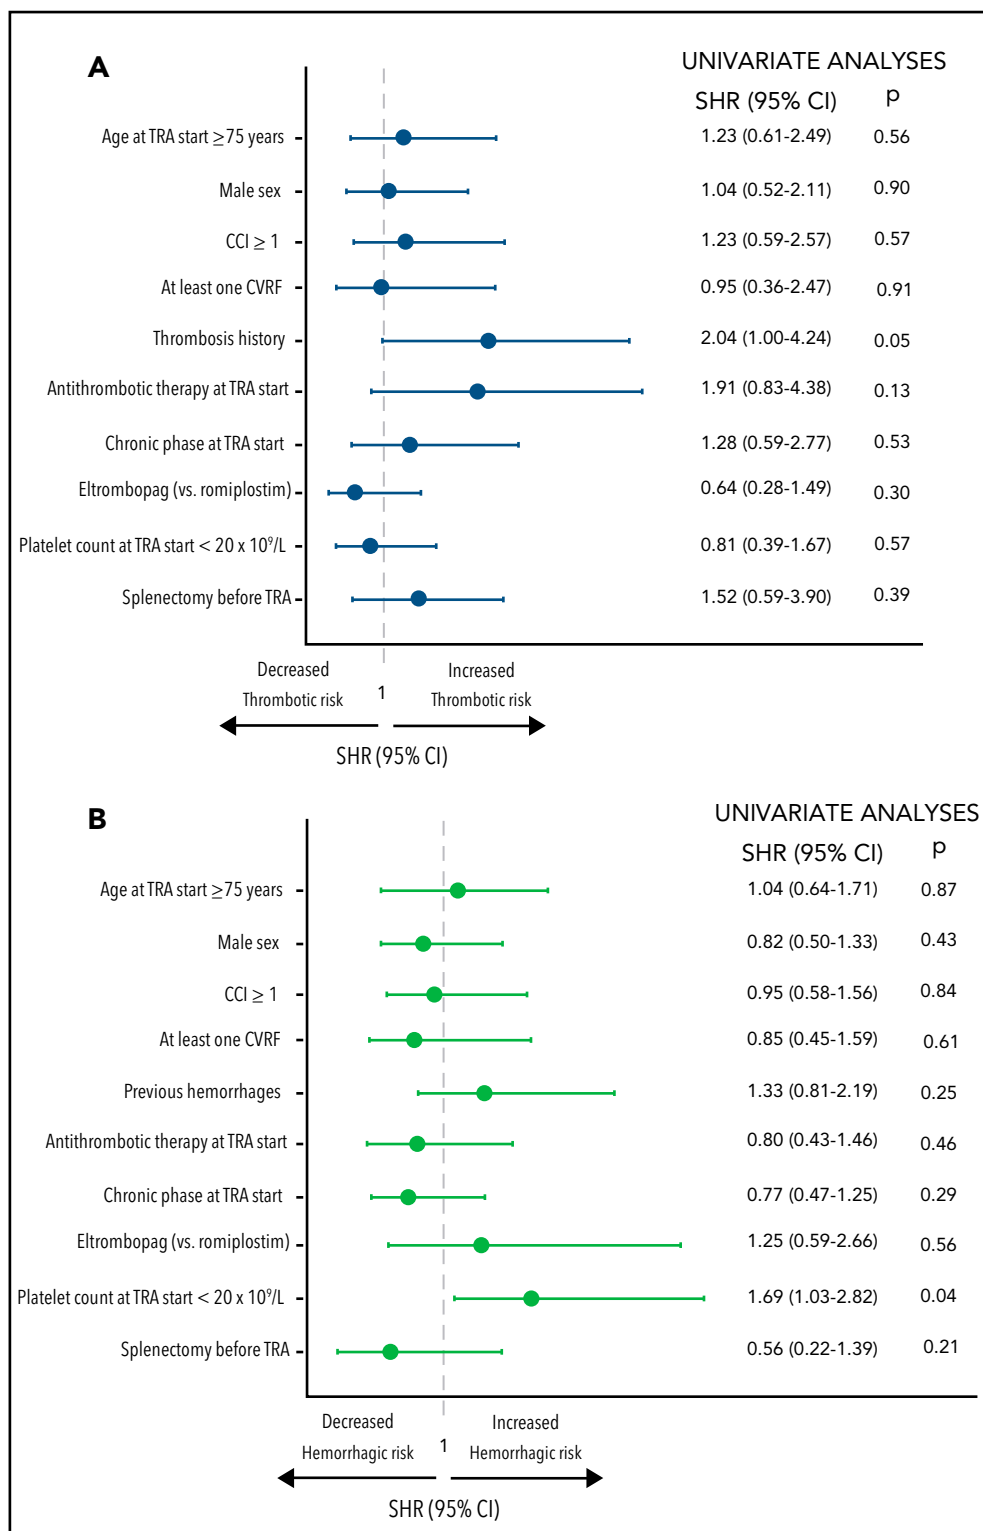 A
UNIVARIATE ANALYSES
SHR (95% CI) p
Age at TRA start ≥75 years 1.23 (0.61-2.49) 0.56
Male sex 1.04 (0.52-2.11) 0.90
CCI ≥ 1 1.23 (0.59-2.57) 0.57
At least one CVRF 0.95 (0.36-2.47) 0.91
Thrombosis history 2.04 (1.00-4.24) 0.05
Antithrombotic therapy at TRA start 1.91 (0.83-4.38) 0.13
Chronic phase at TRA start 1.28 (0.59-2.77) 0.53
Eltrombopag (vs. romiplostim) 0.64 (0.28-1.49) 0.30
Platelet count at TRA start < 20 x 10⁹/L 0.81 (0.39-1.67) 0.57
Splenectomy before TRA 1.52 (0.59-3.90) 0.39
Decreased Increased
Thrombotic risk 1 Thrombotic risk
SHR (95% CI)
B
UNIVARIATE ANALYSES
SHR (95% CI) p
Age at TRA start ≥75 years 1.04 (0.64-1.71) 0.87
Male sex 0.82 (0.50-1.33) 0.43
CCI ≥ 1 0.95 (0.58-1.56) 0.84
At least one CVRF 0.85 (0.45-1.59) 0.61
Previous hemorrhages 1.33 (0.81-2.19) 0.25
Antithrombotic therapy at TRA start 0.80 (0.43-1.46) 0.46
Chronic phase at TRA start 0.77 (0.47-1.25) 0.29
Eltrombopag (vs. romiplostim) 1.25 (0.59-2.66) 0.56
Platelet count at TRA start < 20 x 10⁹/L 1.69 (1.03-2.82) 0.04
Splenectomy before TRA 0.56 (0.22-1.39) 0.21
Decreased Increased
Hemorrhagic risk 1 Hemorrhagic risk
SHR (95% CI)